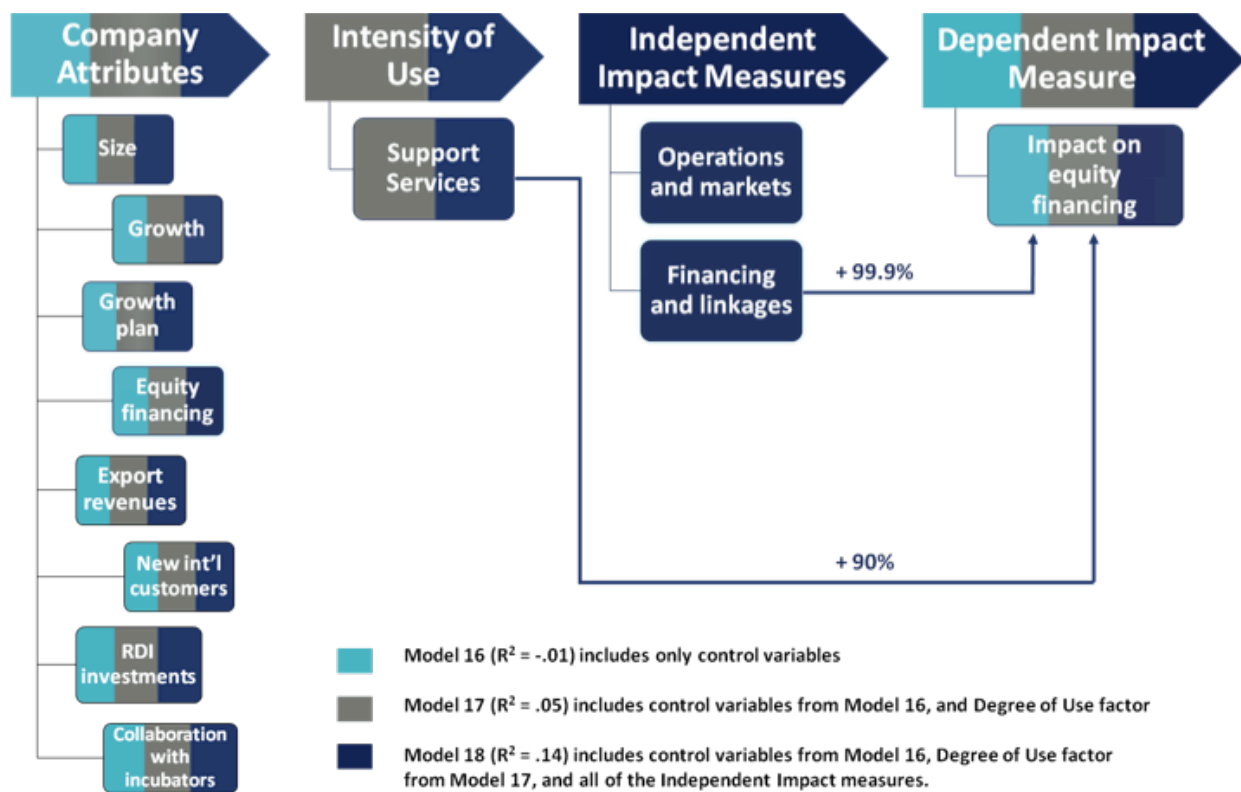 Company
Attributes
Intensity of
Use
Independent
Impact Measures
Dependent Impact
Measure
Size
Growth
Growth
plan
Equity
financing
Export
revenues
New int'l
customers
RDI
investments
Collaboration
with
incubators
Support
Services
Operations
and markets
Financing
and linkages
Impact on
equity
financing
+ 99.9%
+ 90%
Model 16 (R² = -.01) includes only control variables
Model 17 (R² = .05) includes control variables from Model 16, and Degree of Use factor
Model 18 (R² = .14) includes control variables from Model 16, Degree of Use factor
from Model 17, and all of the Independent Impact measures.